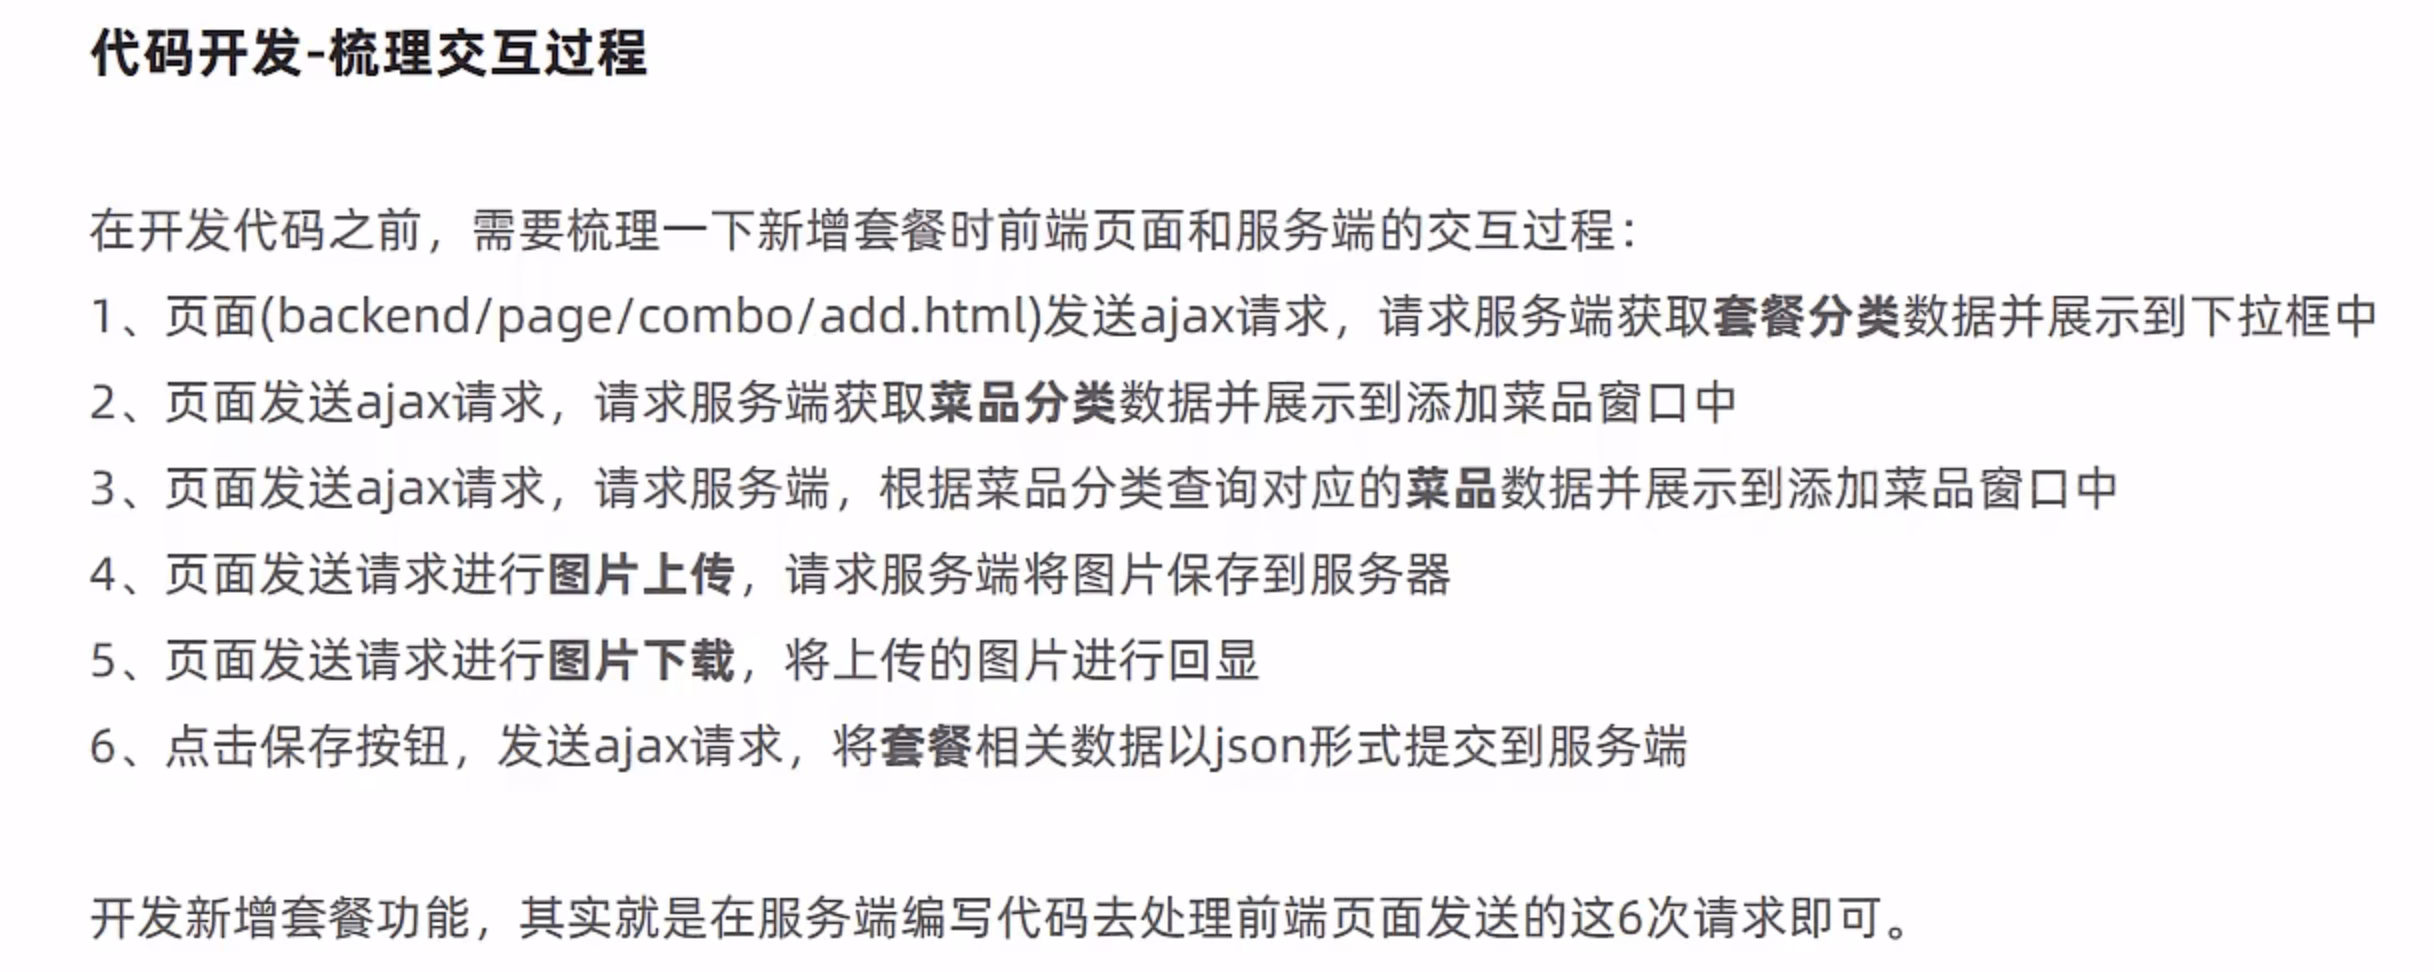 代码开发-梳理交互过程
在开发代码之前，需要梳理一下新增套餐时前端页面和服务端的交互过程：
1、页面(backend/page/combo/add.html)发送ajax请求，请求服务端获取套餐分类数据并展示到下拉框中
2、页面发送ajax请求，请求服务端获取菜品分类数据并展示到添加菜品窗口中
3、页面发送ajax请求，请求服务端，根据菜品分类查询对应的菜品数据并展示到添加菜品窗口中
4、页面发送请求进行图片上传，请求服务端将图片保存到服务器
5、页面发送请求进行图片下载，将上传的图片进行回显
6、点击保存按钮，发送ajax请求，将套餐相关数据以json形式提交到服务端
开发新增套餐功能，其实就是在服务端编写代码去处理前端页面发送的这6次请求即可。